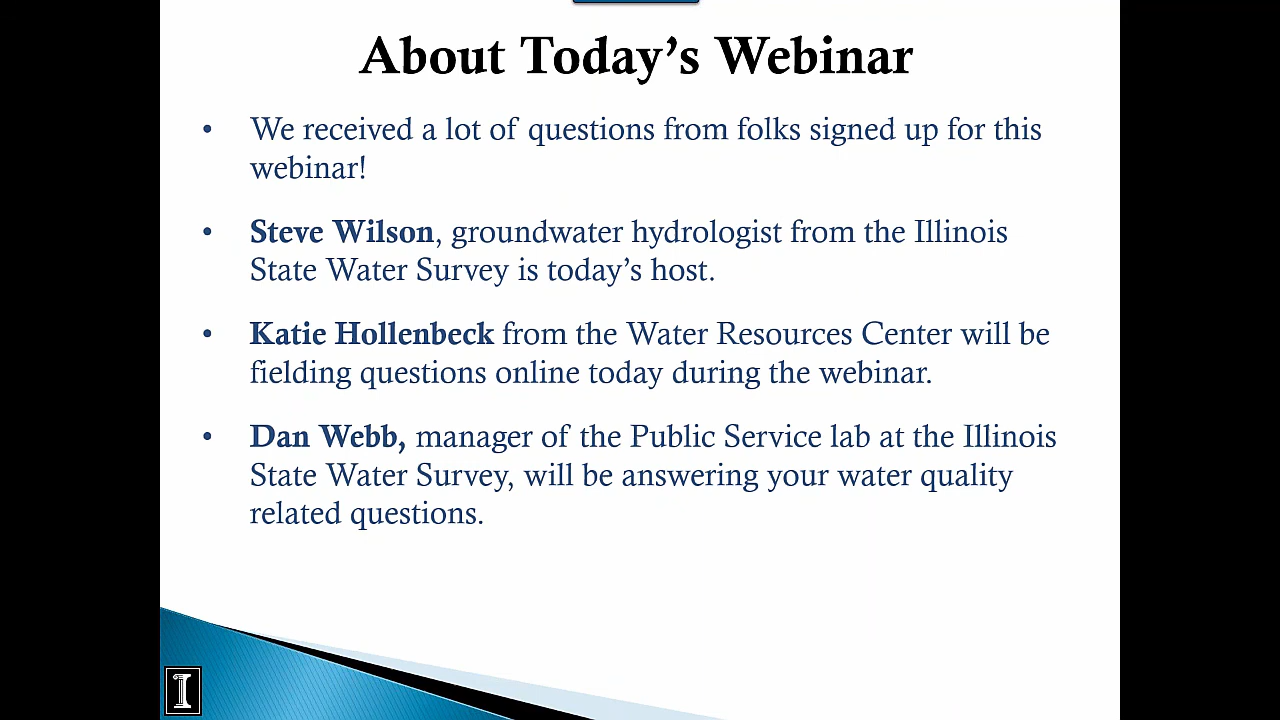 About Today’s Webinar
• We received a lot of questions from folks signed up for this
webinar!
• Steve Wilson, groundwater hydrologist from the Illinois
State Water Survey is today’s host.
• Katie Hollenbeck from the Water Resources Center will be
fielding questions online today during the webinar.
• Dan Webb, manager of the Public Service lab at the Illinois
State Water Survey, will be answering your water quality
related questions.
I